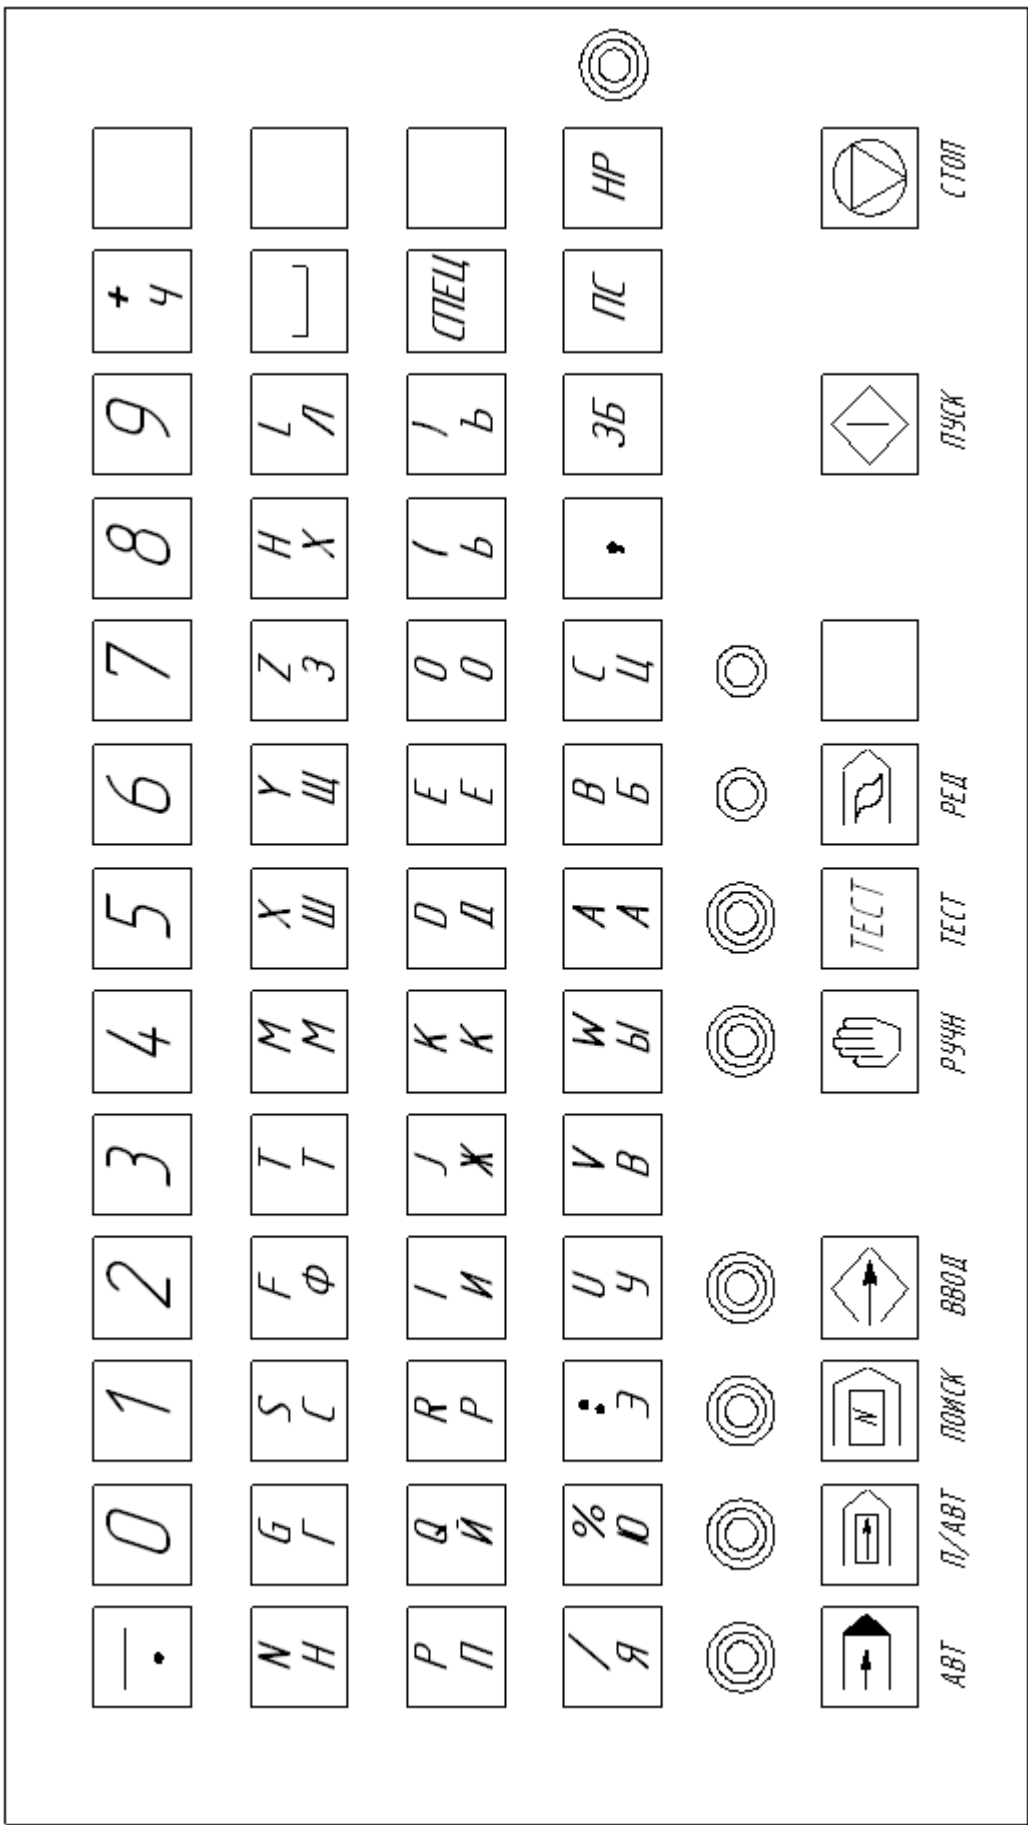 — 0 1 2 3 4 5 6 7 8 9 +
. Ч
N G S F T M X Y Z H L
Н Г С Ф Т М Ш Щ З Х Л
P Q R I J K D E O ( ) СПЕЦ
П Й Р И Ж К Д Е О Ь Ъ
/ % : U V W A B C , ЗБ ПС НР
Я Ю Э У В Ы А Б Ц
N ТЕСТ
АВТ П/АВТ ПОИСК ВВОД РУЧН ТЕСТ РЕД ПУСК СТОП